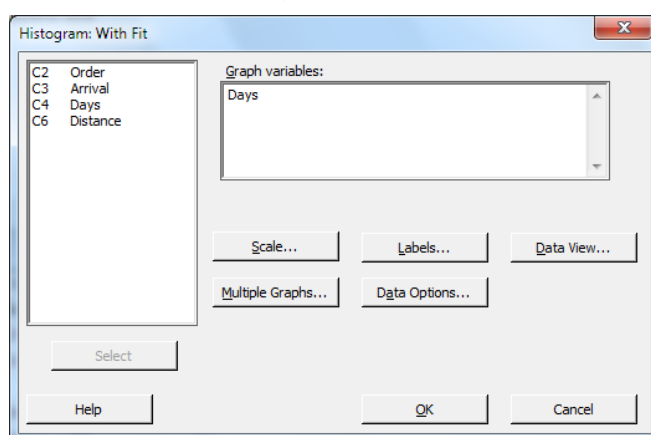 Histogram: With Fit
x
C2 Order
C3 Arrival
C4 Days
C6 Distance
Graph variables:
Days
Scale...
Labels...
Data View...
Multiple Graphs...
Data Options...
Select
Help
OK
Cancel